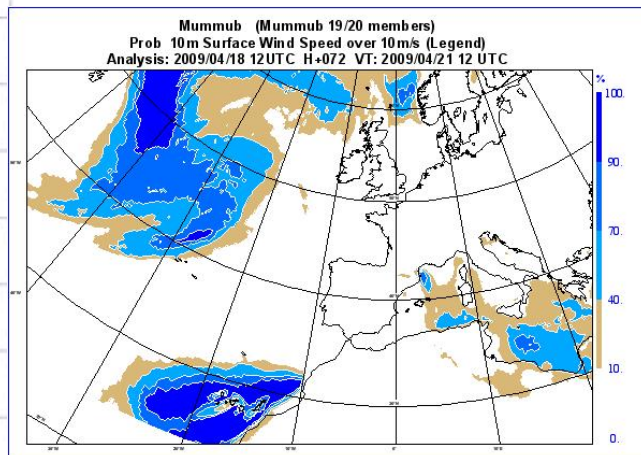 Mummub (Mummub 19/20 members)
Prob 10m Surface Wind Speed over 10m/s (Legend)
Analysis: 2009/04/18 12UTC H+072 VT: 2009/04/21 12 UTC
%
100.
90.
70.
40.
10.
0.